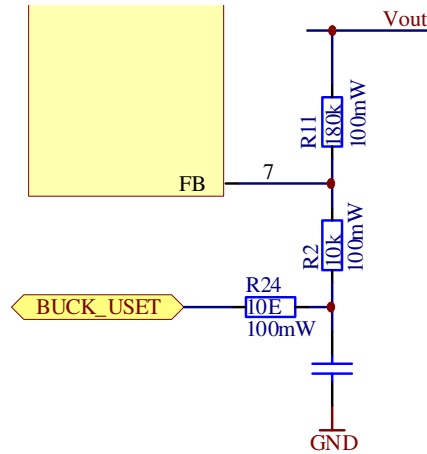 Vout
R11
180k
100mW
7
FB
R2
10k
100mW
R24
BUCK_USET
10E
100mW
GND